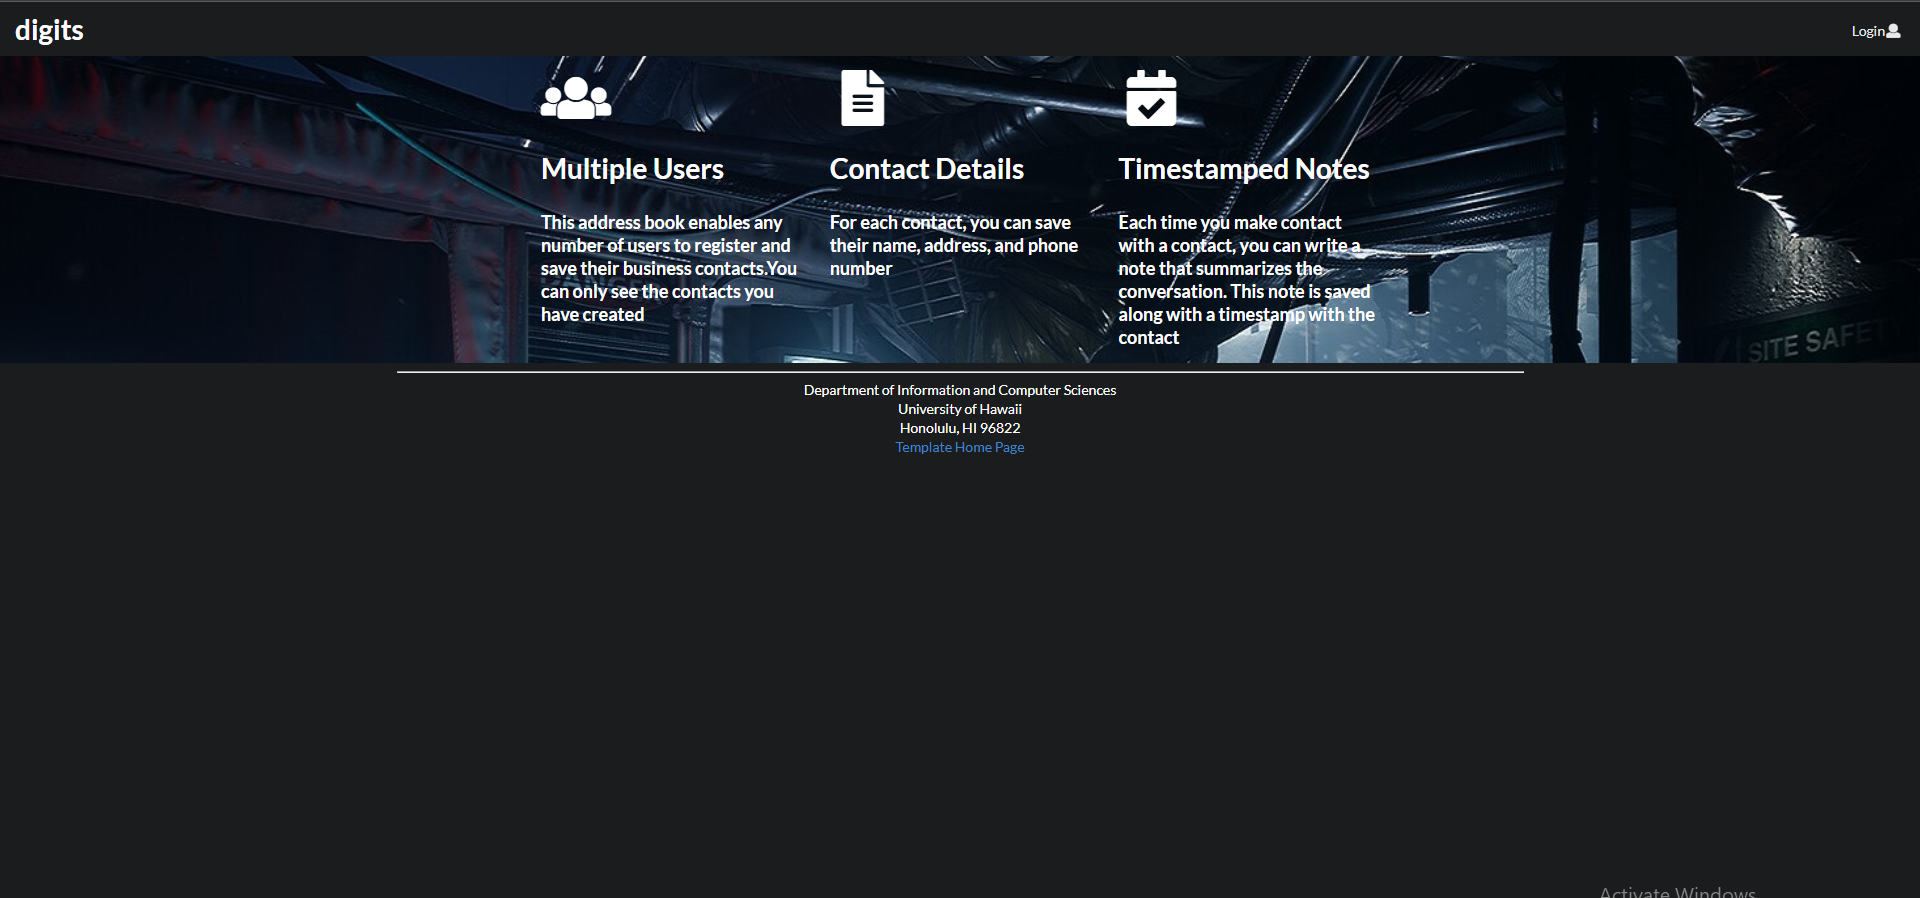 digits
Login
Multiple Users
This address book enables any
number of users to register and
save their business contacts.You
can only see the contacts you
have created
Contact Details
For each contact, you can save
their name, address, and phone
number
Timestamped Notes
Each time you make contact
with a contact, you can write a
note that summarizes the
conversation. This note is saved
along with a timestamp with the
contact
DANGER
SITE SAFETY
Department of Information and Computer Sciences
University of Hawaii
Honolulu, HI 96822
Template Home Page
Activate Windows